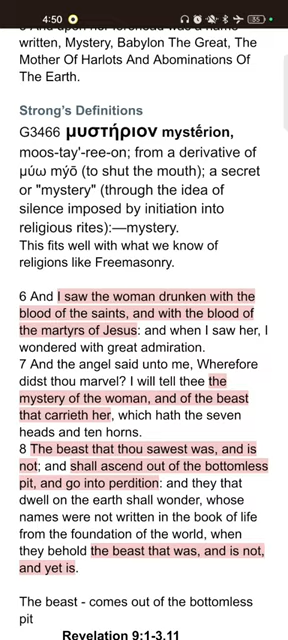 4:50
35
5 And upon her forehead was a name
written, Mystery, Babylon The Great, The
Mother Of Harlots And Abominations Of
The Earth.
Strong's Definitions
G3466 μυστήριον mystḗrion,
moos-tay'-ree-on; from a derivative of
μύω mýō (to shut the mouth); a secret
or "mystery" (through the idea of
silence imposed by initiation into
religious rites):—mystery.
This fits well with what we know of
religions like Freemasonry.
6 And I saw the woman drunken with the
blood of the saints, and with the blood of
the martyrs of Jesus: and when I saw her, I
wondered with great admiration.
7 And the angel said unto me, Wherefore
didst thou marvel? I will tell thee the
mystery of the woman, and of the beast
that carrieth her, which hath the seven
heads and ten horns.
8 The beast that thou sawest was, and is
not; and shall ascend out of the bottomless
pit, and go into perdition: and they that
dwell on the earth shall wonder, whose
names were not written in the book of life
from the foundation of the world, when
they behold the beast that was, and is not,
and yet is.
The beast - comes out of the bottomless
pit
Revelation 9:1-3,11